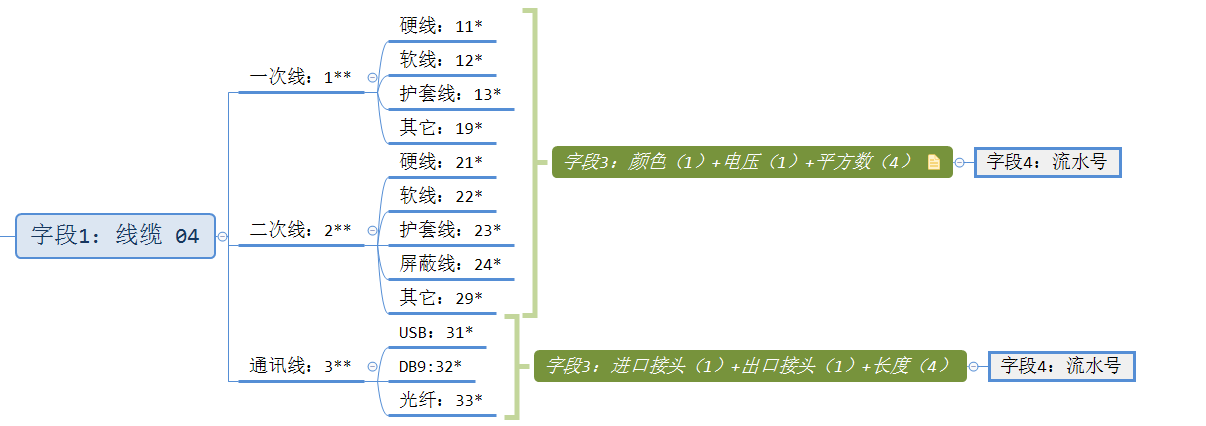 字段1：线缆 04
一次线：1**
硬线：11*
软线：12*
护套线：13*
其它：19*
二次线：2**
硬线：21*
软线：22*
护套线：23*
屏蔽线：24*
其它：29*
字段3：颜色（1）+电压（1）+平方数（4）
字段4：流水号
通讯线：3**
USB：31*
DB9:32*
光纤：33*
字段3：进口接头（1）+出口接头（1）+长度（4）
字段4：流水号